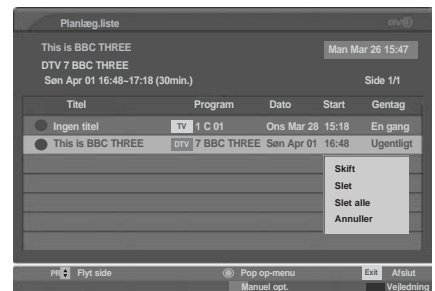 Planlæg.liste
This is BBC THREE
Man Mar 26 15:47
DTV 7 BBC THREE
Søn Apr 01 16:48~17:18 (30min.)
Side 1/1
Titel Program Dato Start Gentag
Ingen titel TV 1 C 01 Ons Mar 28 15:18 En gang
This is BBC THREE DTV 7 BBC THREE Søn Apr 01 16:48 Ugentligt
Skift
Slet
Slet alle
Annuller
PR Flyt side Pop op-menu Exit Afslut
Manuel opt. Vejledning